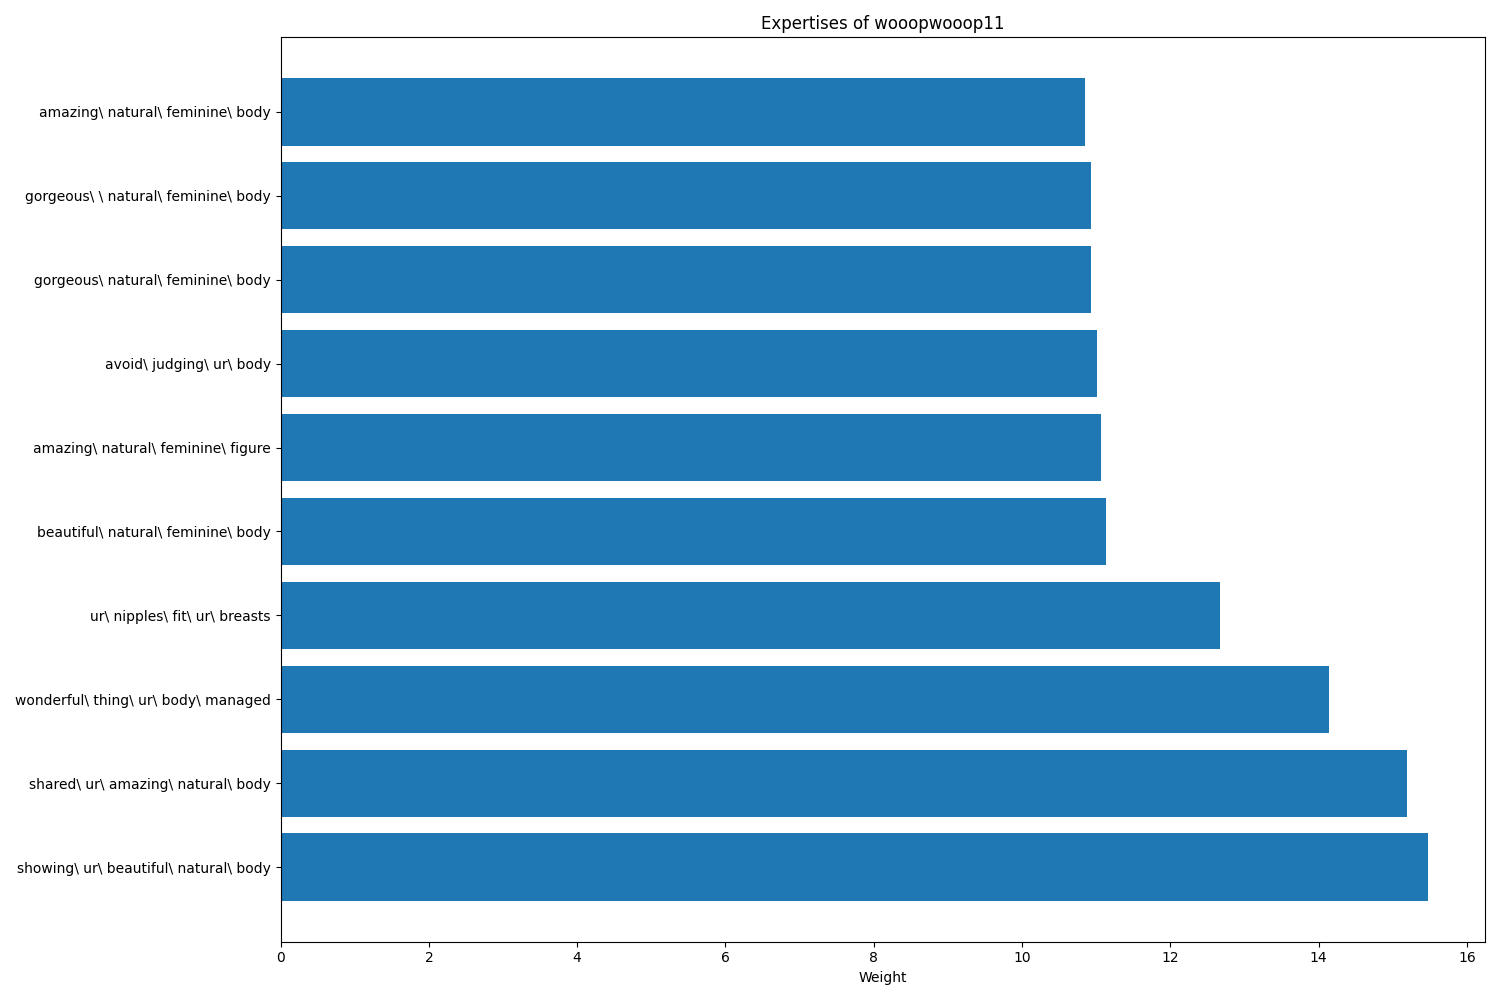 Expertises of wooopwooop11
amazing\ natural\ feminine\ body
gorgeous\ \ natural\ feminine\ body
gorgeous\ natural\ feminine\ body
avoid\ judging\ ur\ body
amazing\ natural\ feminine\ figure
beautiful\ natural\ feminine\ body
ur\ nipples\ fit\ ur\ breasts
wonderful\ thing\ ur\ body\ managed
shared\ ur\ amazing\ natural\ body
showing\ ur\ beautiful\ natural\ body
0 2 4 6 8 10 12 14 16
Weight